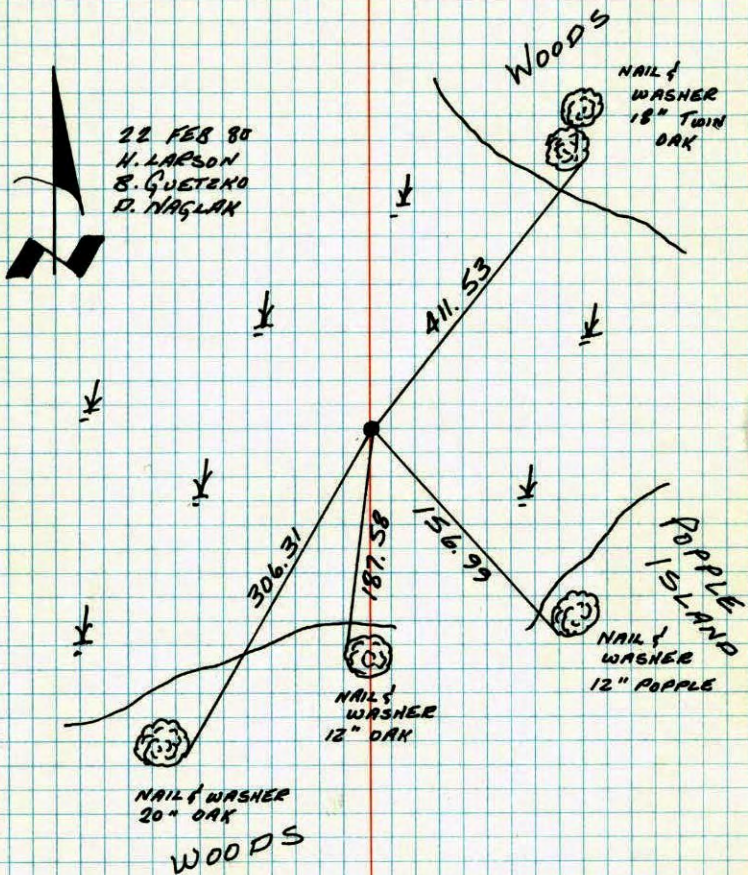 WOODS
NAIL &
WASHER
18" TWIN
OAK
22 FEB 80
H. LARSON
B. GUETZKO
D. NAGLAK
N
411.53
306.31
187.58
156.99
POPPLE
ISLAND
NAIL &
WASHER
12" POPPLE
NAIL &
WASHER
12" OAK
NAIL & WASHER
20" OAK
WOODS